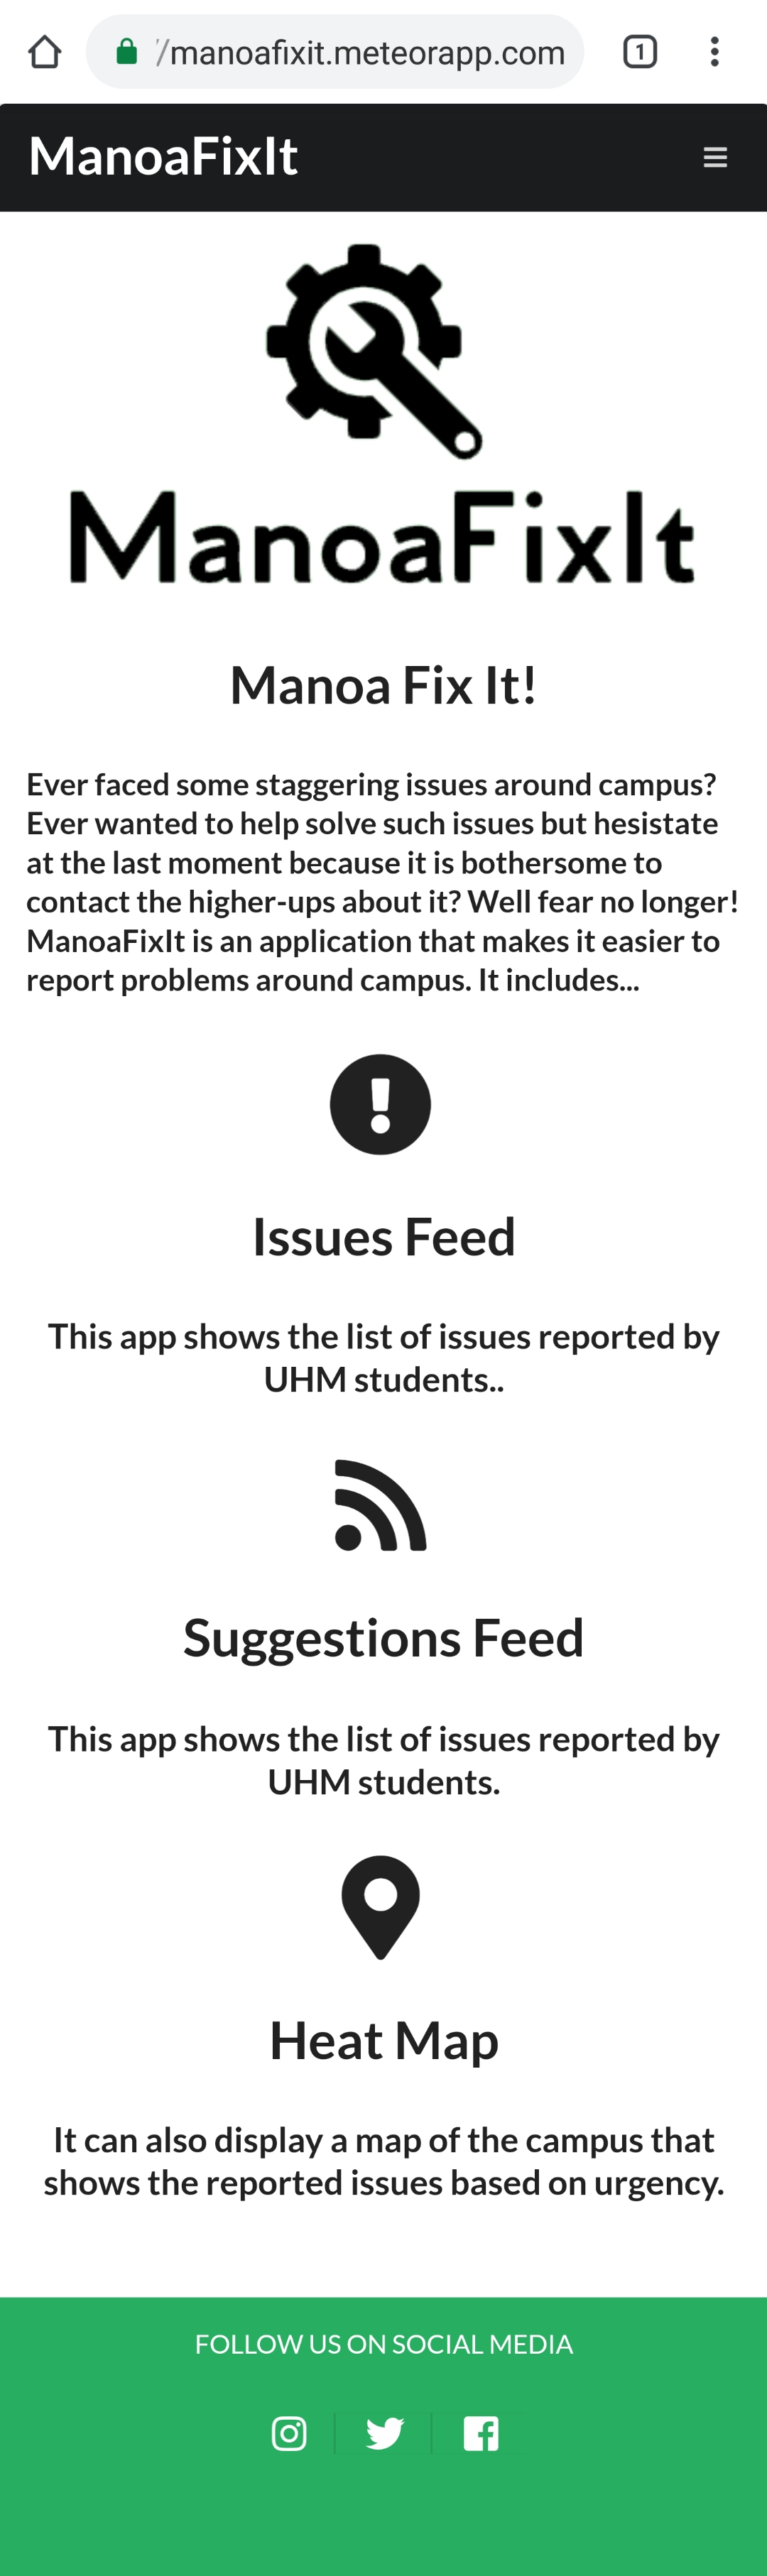 //manoafixit.meteorapp.com
1
ManoaFixIt
ManoaFixIt
Manoa Fix It!
Ever faced some staggering issues around campus?
Ever wanted to help solve such issues but hesistate
at the last moment because it is bothersome to
contact the higher-ups about it? Well fear no longer!
ManoaFixIt is an application that makes it easier to
report problems around campus. It includes...
Issues Feed
This app shows the list of issues reported by
UHM students..
Suggestions Feed
This app shows the list of issues reported by
UHM students.
Heat Map
It can also display a map of the campus that
shows the reported issues based on urgency.
FOLLOW US ON SOCIAL MEDIA